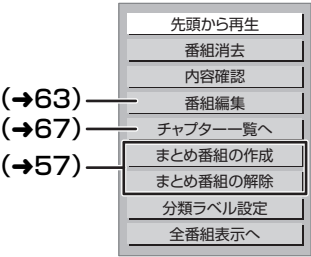 先頭から再生
番組消去
内容確認
(→63) 番組編集
(→67) チャプター一覧へ
(→57) まとめ番組の作成
まとめ番組の解除
分類ラベル設定
全番組表示へ